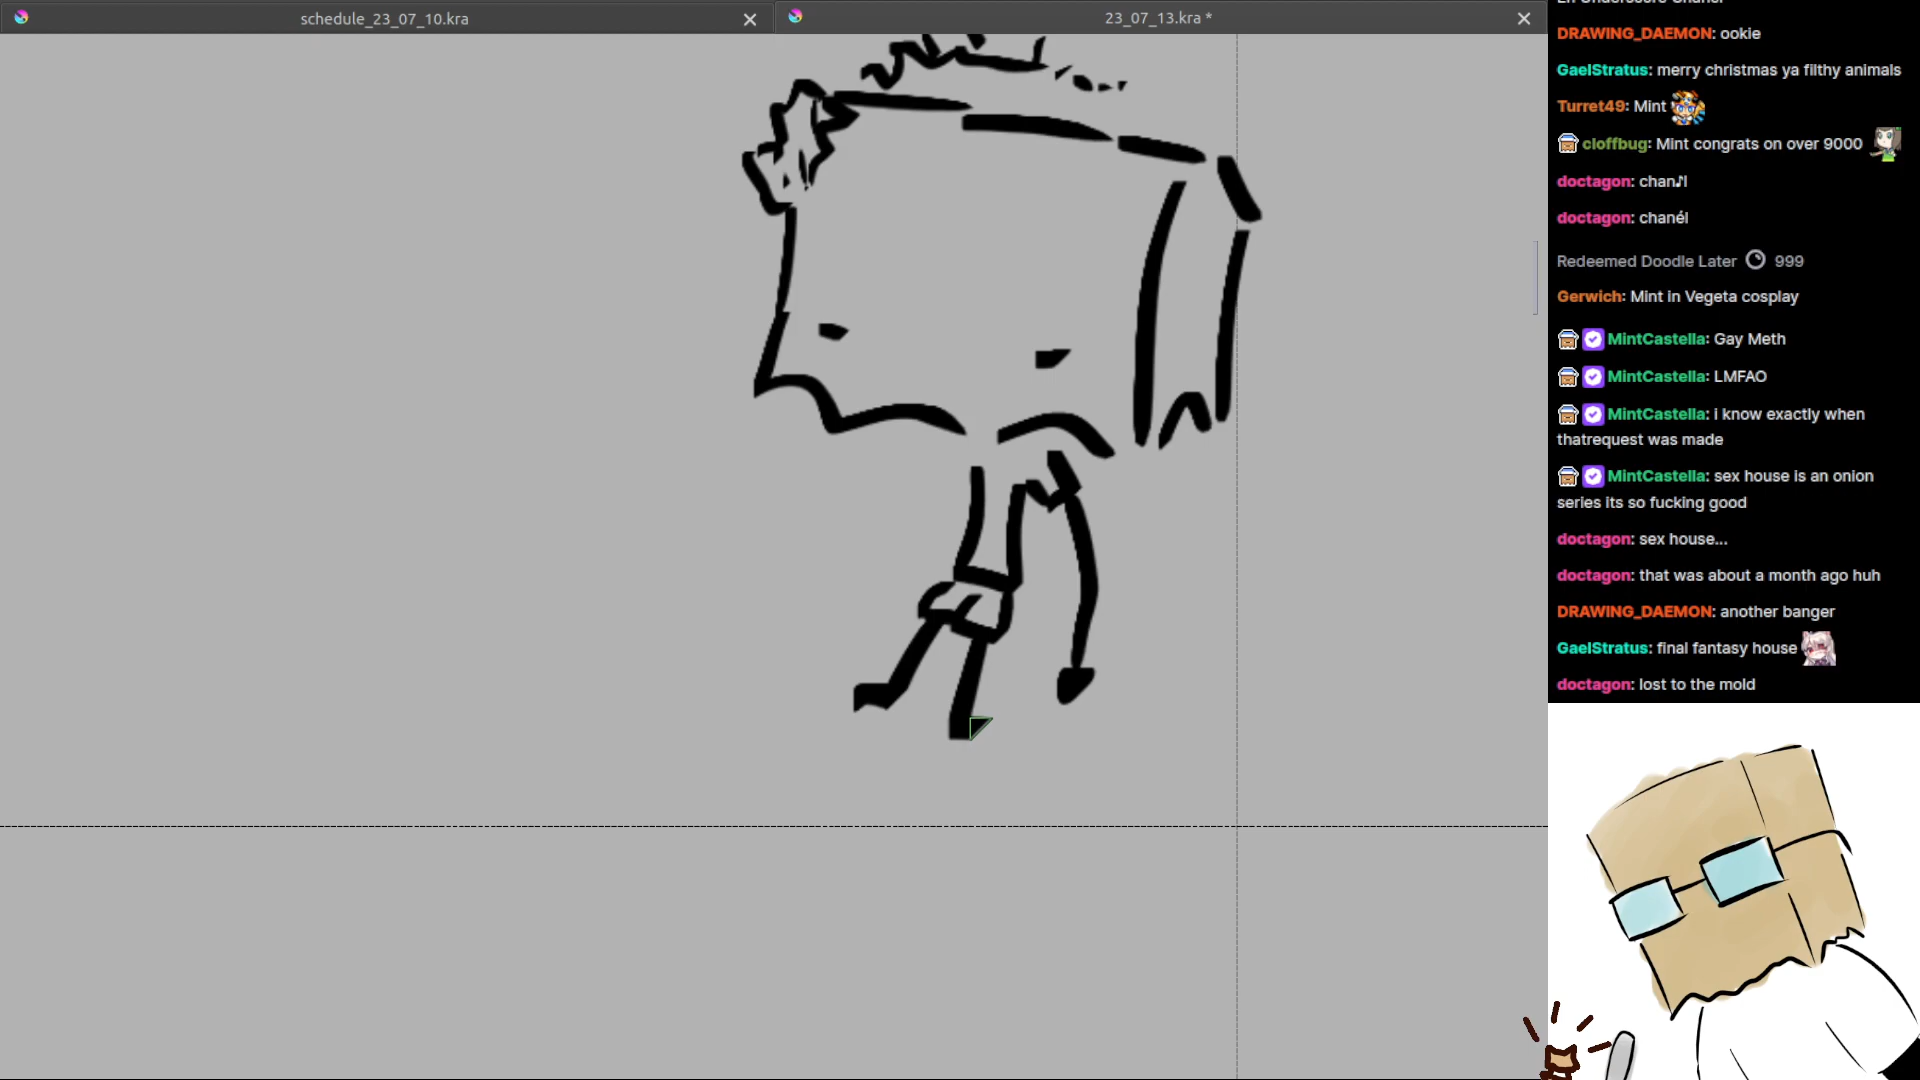 schedule_23_07_10.kra
23_07_13.kra *
DRAWING_DAEMON: ookie
GaelStratus: merry christmas ya filthy animals
Turret49: Mint
cloffbug: Mint congrats on over 9000
doctagon: chan♪l
doctagon: chanél
Redeemed Doodle Later 999
Gerwich: Mint in Vegeta cosplay
MintCastella: Gay Meth
MintCastella: LMFAO
MintCastella: i know exactly when
thatrequest was made
MintCastella: sex house is an onion
series its so fucking good
doctagon: sex house...
doctagon: that was about a month ago huh
DRAWING_DAEMON: another banger
GaelStratus: final fantasy house
doctagon: lost to the mold